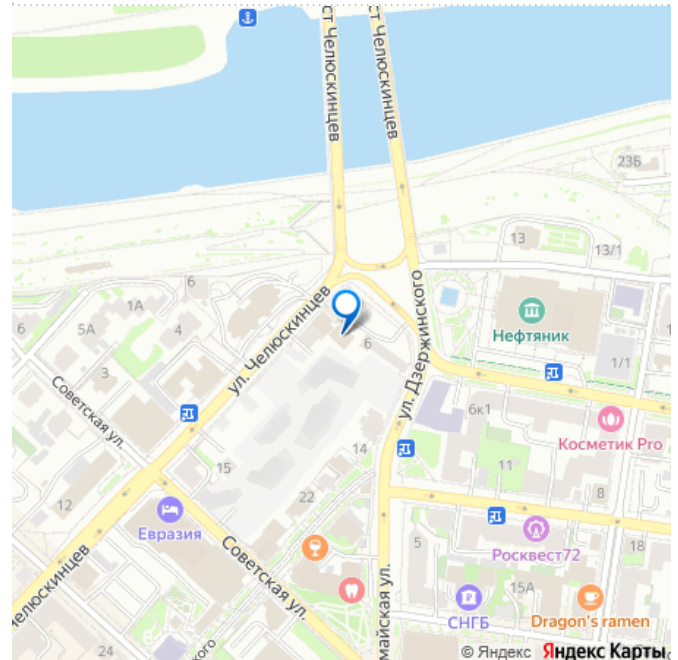 ст Челюскинцев
ст Челюскинцев
23Б
13
13/1
6
1А
5А
4
3
ул. Челюскинцев
6
ул. Дзержинского
Нефтяник
1/1
Советская ул.
6к1
Косметик Pro
12
15
14
11
8
22
Евразия
Советская ул.
5
Росквест72
18
15А
елюскинцев
СНГБ
Dragon's ramen
24
ского
майская ул.
© Яндекс Яндекс Карты